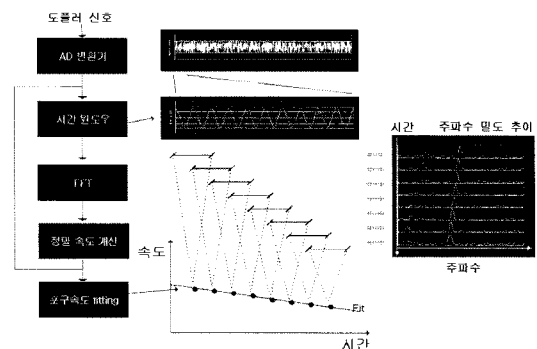 도플러 신호
AD 변환기
시간 윈도우
FFT
정밀 속도 계산
포구속도 fitting
속도
Fit
시간
시간 주파수 밀도 추이
주파수